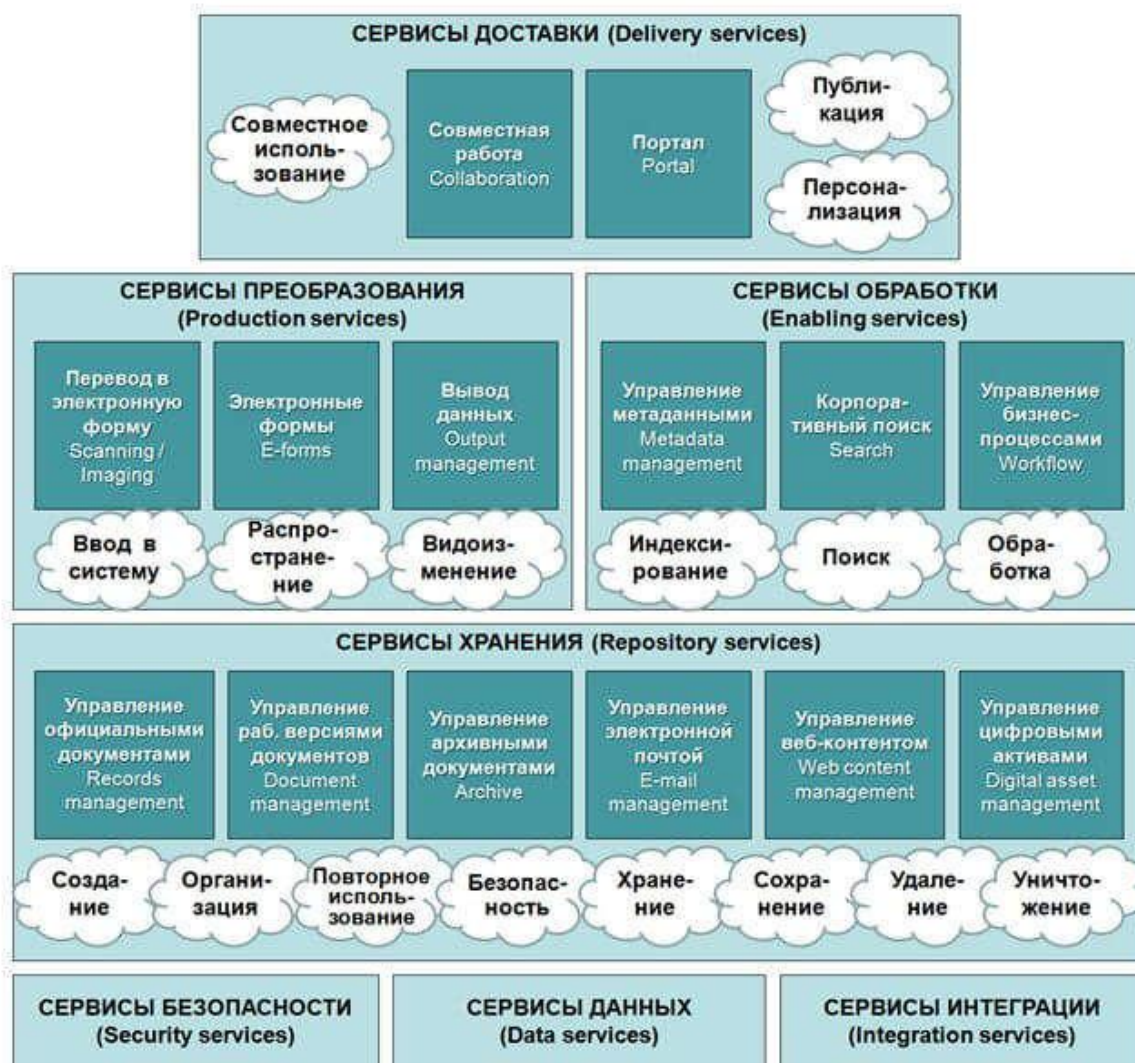 СЕРВИСЫ ДОСТАВКИ (Delivery services)
Совместное
исполь-
зование
Совместная
работа
Collaboration
Портал
Portal
Публи-
кация
Персона-
лизация
СЕРВИСЫ ПРЕОБРАЗОВАНИЯ
(Production services)
Перевод в
электронную
форму
Scanning /
Imaging
Электронные
формы
E-forms
Вывод
данных
Output
management
Ввод в
систему
Распро-
стране-
ние
Видоиз-
менение
СЕРВИСЫ ОБРАБОТКИ
(Enabling services)
Управление
метаданными
Metadata
management
Корпора-
тивный поиск
Search
Управление
бизнес-
процессами
Workflow
Индекси-
рование
Поиск
Обра-
ботка
СЕРВИСЫ ХРАНЕНИЯ (Repository services)
Управление
официальными
документами
Records
management
Управление
раб. версиями
документов
Document
management
Управление
архивными
документами
Archive
Управление
электронной
почтой
E-mail
management
Управление
веб-контентом
Web content
management
Управление
цифровыми
активами
Digital asset
management
Созда-
ние
Органи-
зация
Повторное
исполь-
зование
Безопас-
ность
Хране-
ние
Сохра-
нение
Удале-
ние
Уничто-
жение
СЕРВИСЫ БЕЗОПАСНОСТИ
(Security services)
СЕРВИСЫ ДАННЫХ
(Data services)
СЕРВИСЫ ИНТЕГРАЦИИ
(Integration services)